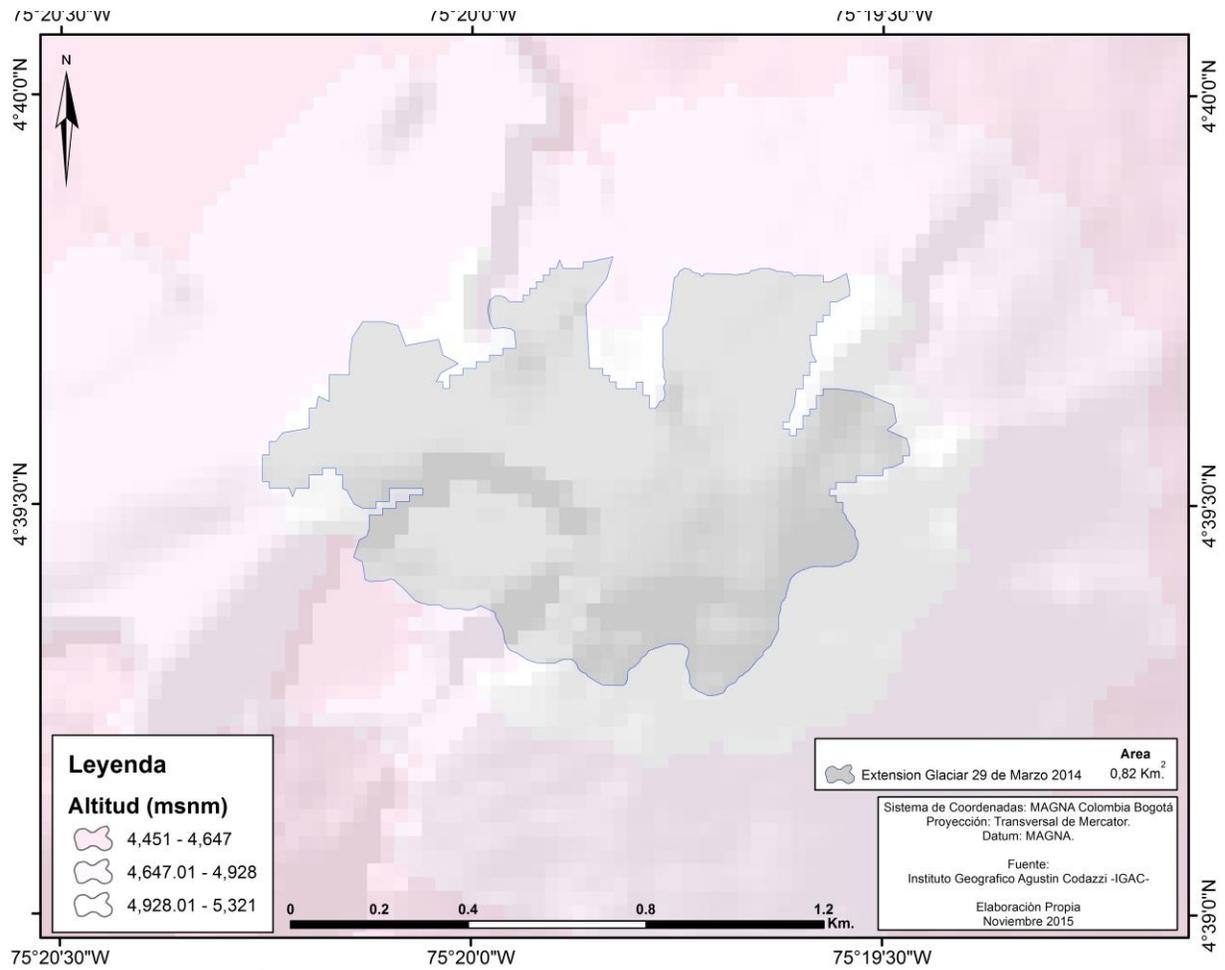 75°20'30"W 75°20'0"W 75°19'30"W
N
4°40'0"N 4°40'0"N
4°39'30"N 4°39'30"N
4°39'0"N
Leyenda
Altitud (msnm)
4,451 - 4,647
4,647.01 - 4,928
4,928.01 - 5,321
0 0.2 0.4 0.8 1.2
Km.
Area
Extension Glaciar 29 de Marzo 2014 0,82 Km.²
Sistema de Coordenadas: MAGNA Colombia Bogotá
Proyección: Transversal de Mercator.
Datum: MAGNA.
Fuente:
Instituto Geografico Agustin Codazzi -IGAC-
Elaboraciòn Propia
Noviembre 2015
75°20'30"W 75°20'0"W 75°19'30"W